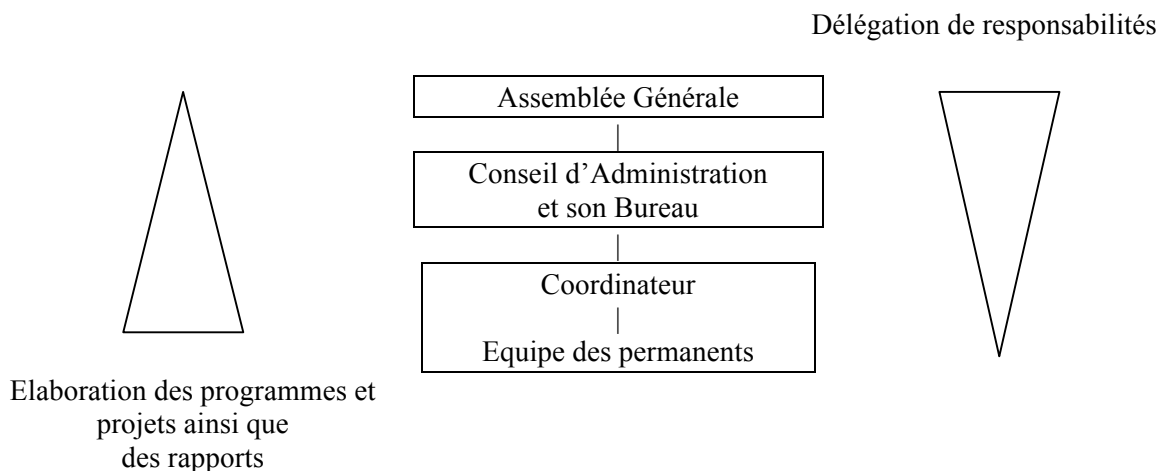 Délégation de responsabilités
Assemblée Générale
Conseil d’Administration
et son Bureau
Coordinateur
Equipe des permanents
Elaboration des programmes et
projets ainsi que
des rapports